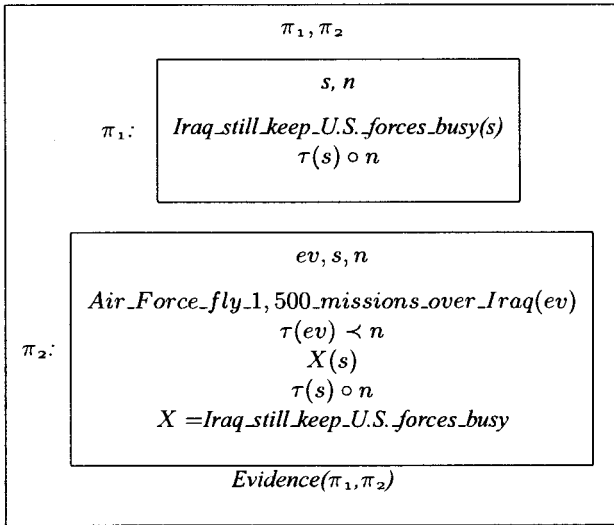 π₁, π₂
s, n
π₁:
Iraq_still_keep_U.S._forces_busy(s)
τ(s) ∘ n
ev, s, n
Air_Force_fly_1,500_missions_over_Iraq(ev)
τ(ev) ≺ n
π₂:
X(s)
τ(s) ∘ n
X =Iraq_still_keep_U.S._forces_busy
Evidence(π₁,π₂)